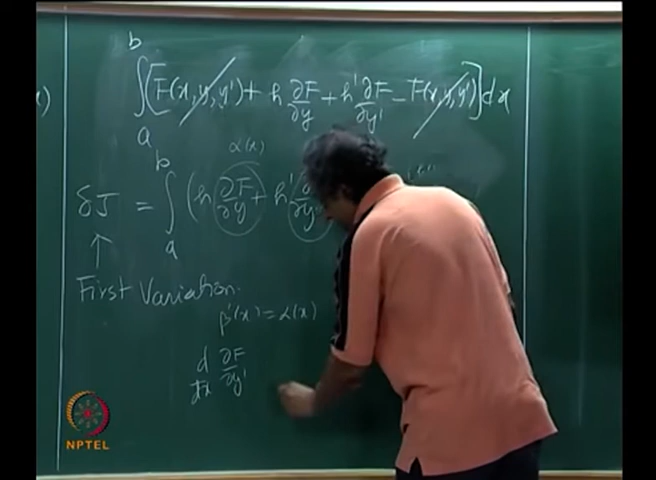 b
∫ [F(x, y, y') + h ∂F/∂y + h' ∂F/∂y' − F(x, y, y')] dx
a
α(x)
b
δJ = ∫ (h ∂F/∂y + h'
a
↑
First Variation.
β'(x) = α(x)
d/dx ∂F/∂y'
NPTEL